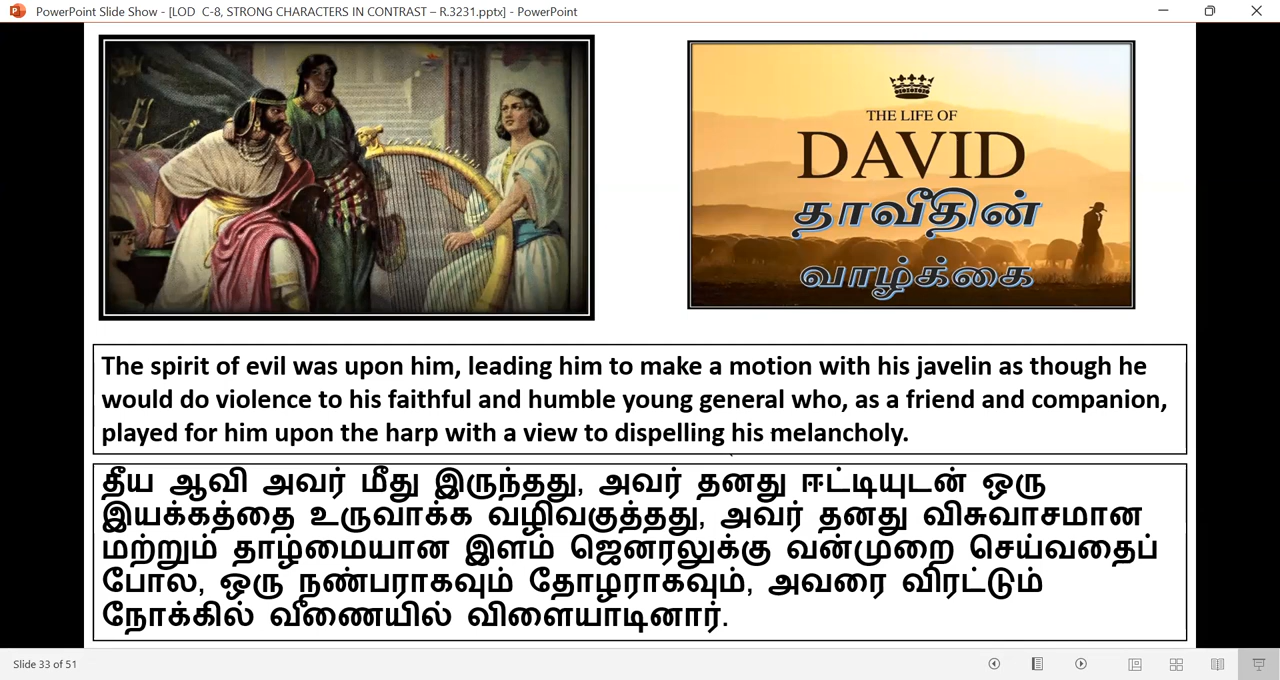 PowerPoint Slide Show - [LOD  C-8, STRONG CHARACTERS IN CONTRAST – R.3231.pptx] - PowerPoint
THE LIFE OF
DAVID
தாவீதின்
வாழ்க்கை
The spirit of evil was upon him, leading him to make a motion with his javelin as though he
would do violence to his faithful and humble young general who, as a friend and companion,
played for him upon the harp with a view to dispelling his melancholy.
தீய ஆவி அவர் மீது இருந்தது, அவர் தனது ஈட்டியுடன் ஒரு
இயக்கத்தை உருவாக்க வழிவகுத்தது, அவர் தனது விசுவாசமான
மற்றும் தாழ்மையான இளம் ஜெனரலுக்கு வன்முறை செய்வதைப்
போல, ஒரு நண்பராகவும் தோழராகவும், அவரை விரட்டும்
நோக்கில் வீணையில் விளையாடினார்.
Slide 33 of 51